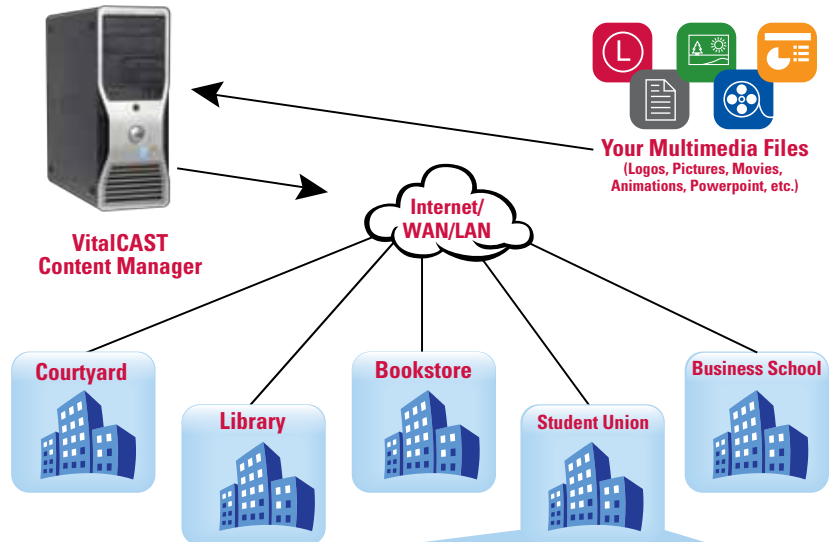 L
Your Multimedia Files
(Logos, Pictures, Movies,
Animations, Powerpoint, etc.)
Internet/
WAN/LAN
VitalCAST
Content Manager
Courtyard
Library
Bookstore
Student Union
Business School